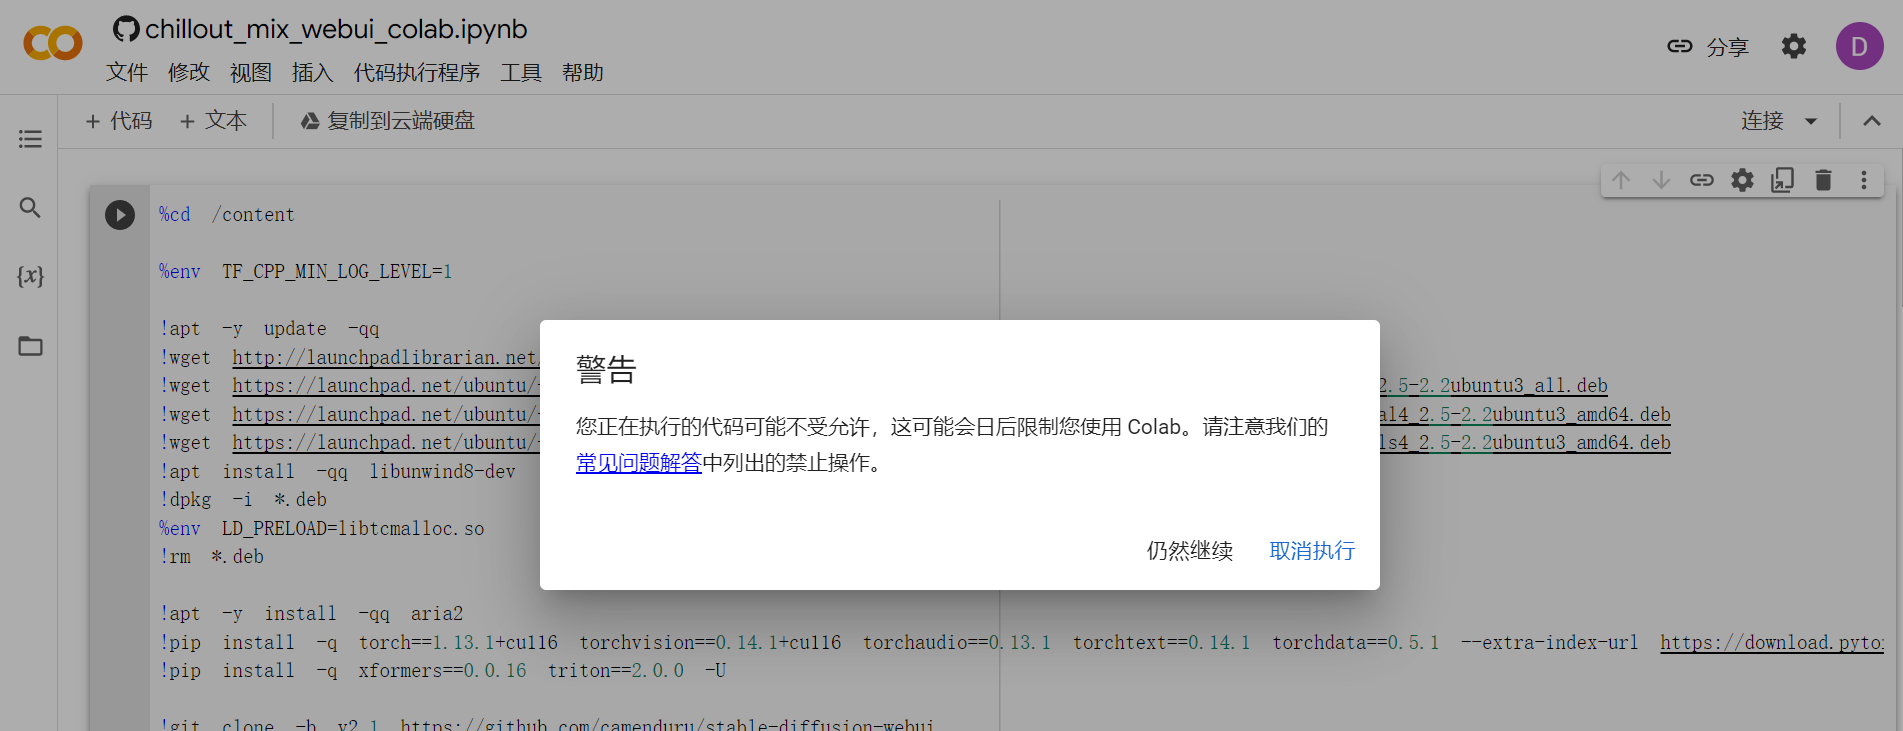 chillout_mix_webui_colab.ipynb
文件 修改 视图 插入 代码执行程序 工具 帮助
分享
D
+ 代码 + 文本 复制到云端硬盘
连接
%cd /content
{x}
%env TF_CPP_MIN_LOG_LEVEL=1
!apt -y update -qq
!wget http://launchpadlibrarian.net/
!wget https://launchpad.net/ubuntu/ 2.5-2.2ubuntu3_all.deb
!wget https://launchpad.net/ubuntu/ al4_2.5-2.2ubuntu3_amd64.deb
!wget https://launchpad.net/ubuntu/ ls4_2.5-2.2ubuntu3_amd64.deb
!apt install -qq libunwind8-dev
!dpkg -i *.deb
%env LD_PRELOAD=libtcmalloc.so
!rm *.deb
警告
您正在执行的代码可能不受允许，这可能会日后限制您使用 Colab。请注意我们的
常见问题解答中列出的禁止操作。
仍然继续 取消执行
!apt -y install -qq aria2
!pip install -q torch==1.13.1+cu116 torchvision==0.14.1+cu116 torchaudio==0.13.1 torchtext==0.14.1 torchdata==0.5.1 --extra-index-url https://download.pytor
!pip install -q xformers==0.0.16 triton==2.0.0 -U
!git clone -b v2.1 https://github.com/camenduru/stable-diffusion-webui